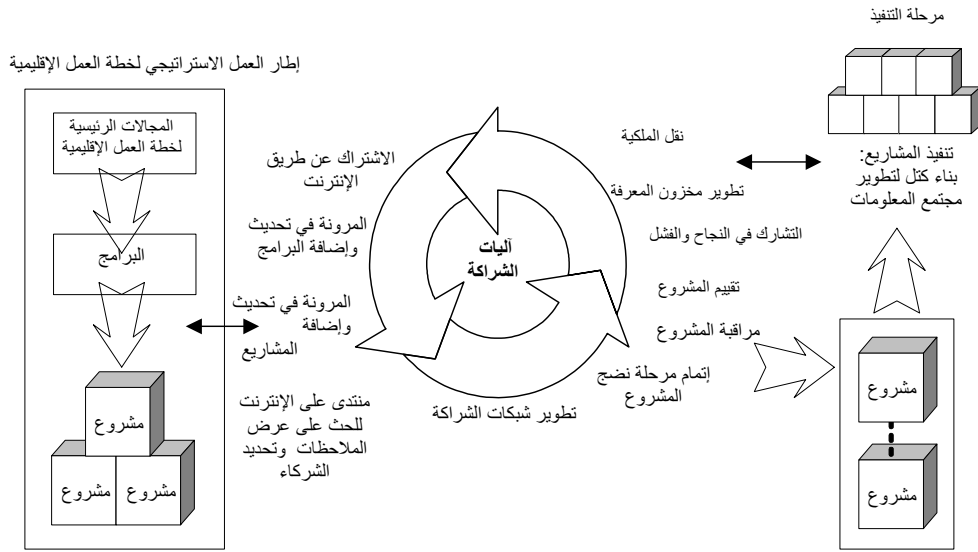 مرحلة التنفيذ
إطار العمل الاستراتيجي لخطة العمل الإقليمية
المجالات الرئيسية
لخطة العمل الإقليمية
البرامج
مشروع
مشروع
مشروع
الاشتراك عن طريق
الإنترنت
المرونة في تحديث
وإضافة البرامج
المرونة في تحديث
وإضافة
المشاريع
منتدى على الإنترنت
للحث على عرض
الملاحظات وتحديد
الشركاء
آليات
الشراكة
تطوير شبكات الشراكة
نقل الملكية
تطوير مخزون المعرفة
التشارك في النجاح والفشل
تقييم المشروع
مراقبة المشروع
إتمام مرحلة نضج
المشروع
تنفيذ المشاريع:
بناء كتل لتطوير
مجتمع المعلومات
مشروع
مشروع